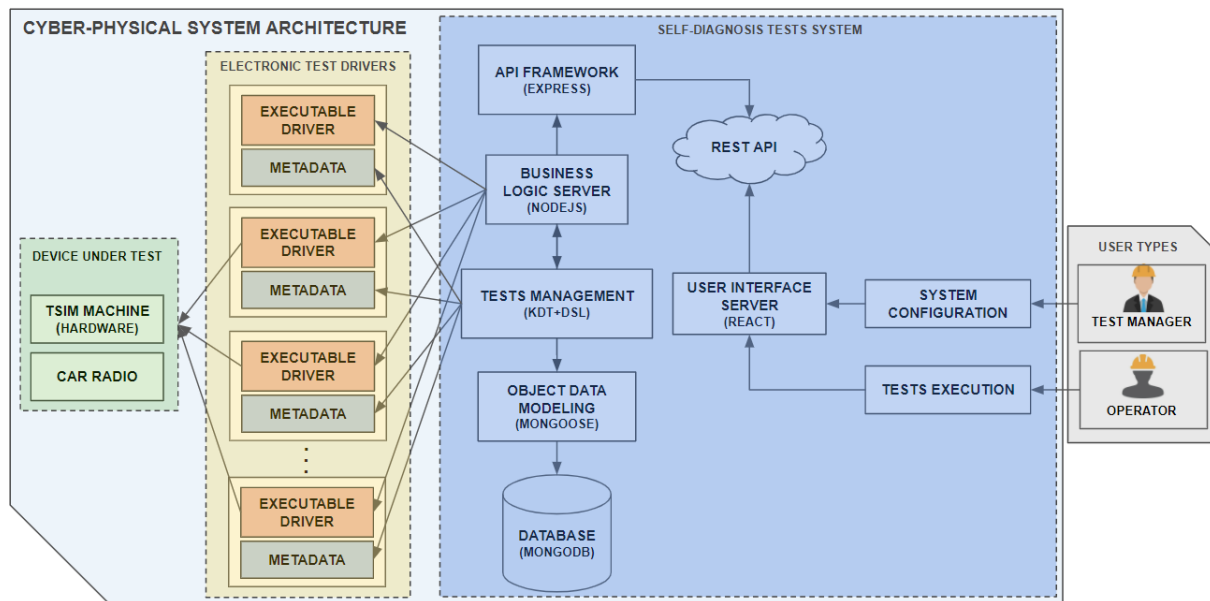 CYBER-PHYSICAL SYSTEM ARCHITECTURE
DEVICE UNDER TEST
TSIM MACHINE
(HARDWARE)
CAR RADIO
ELECTRONIC TEST DRIVERS
EXECUTABLE
DRIVER
METADATA
EXECUTABLE
DRIVER
METADATA
EXECUTABLE
DRIVER
METADATA
EXECUTABLE
DRIVER
METADATA
SELF-DIAGNOSIS TESTS SYSTEM
API FRAMEWORK
(EXPRESS)
REST API
BUSINESS
LOGIC SERVER
(NODEJS)
TESTS MANAGEMENT
(KDT+DSL)
OBJECT DATA
MODELING
(MONGOOSE)
DATABASE
(MONGODB)
USER INTERFACE
SERVER
(REACT)
SYSTEM
CONFIGURATION
TESTS EXECUTION
USER TYPES
TEST MANAGER
OPERATOR